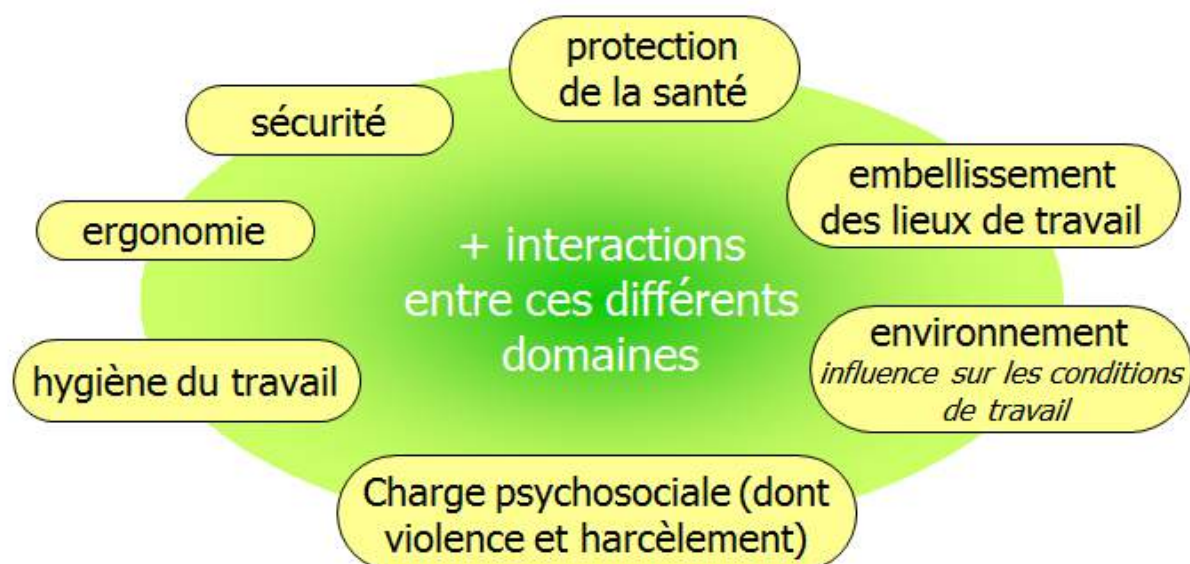 protection
de la santé
sécurité
embellissement
des lieux de travail
ergonomie
+ interactions
entre ces différents
domaines
environnement
influence sur les conditions
de travail
hygiène du travail
Charge psychosociale (dont
violence et harcèlement)